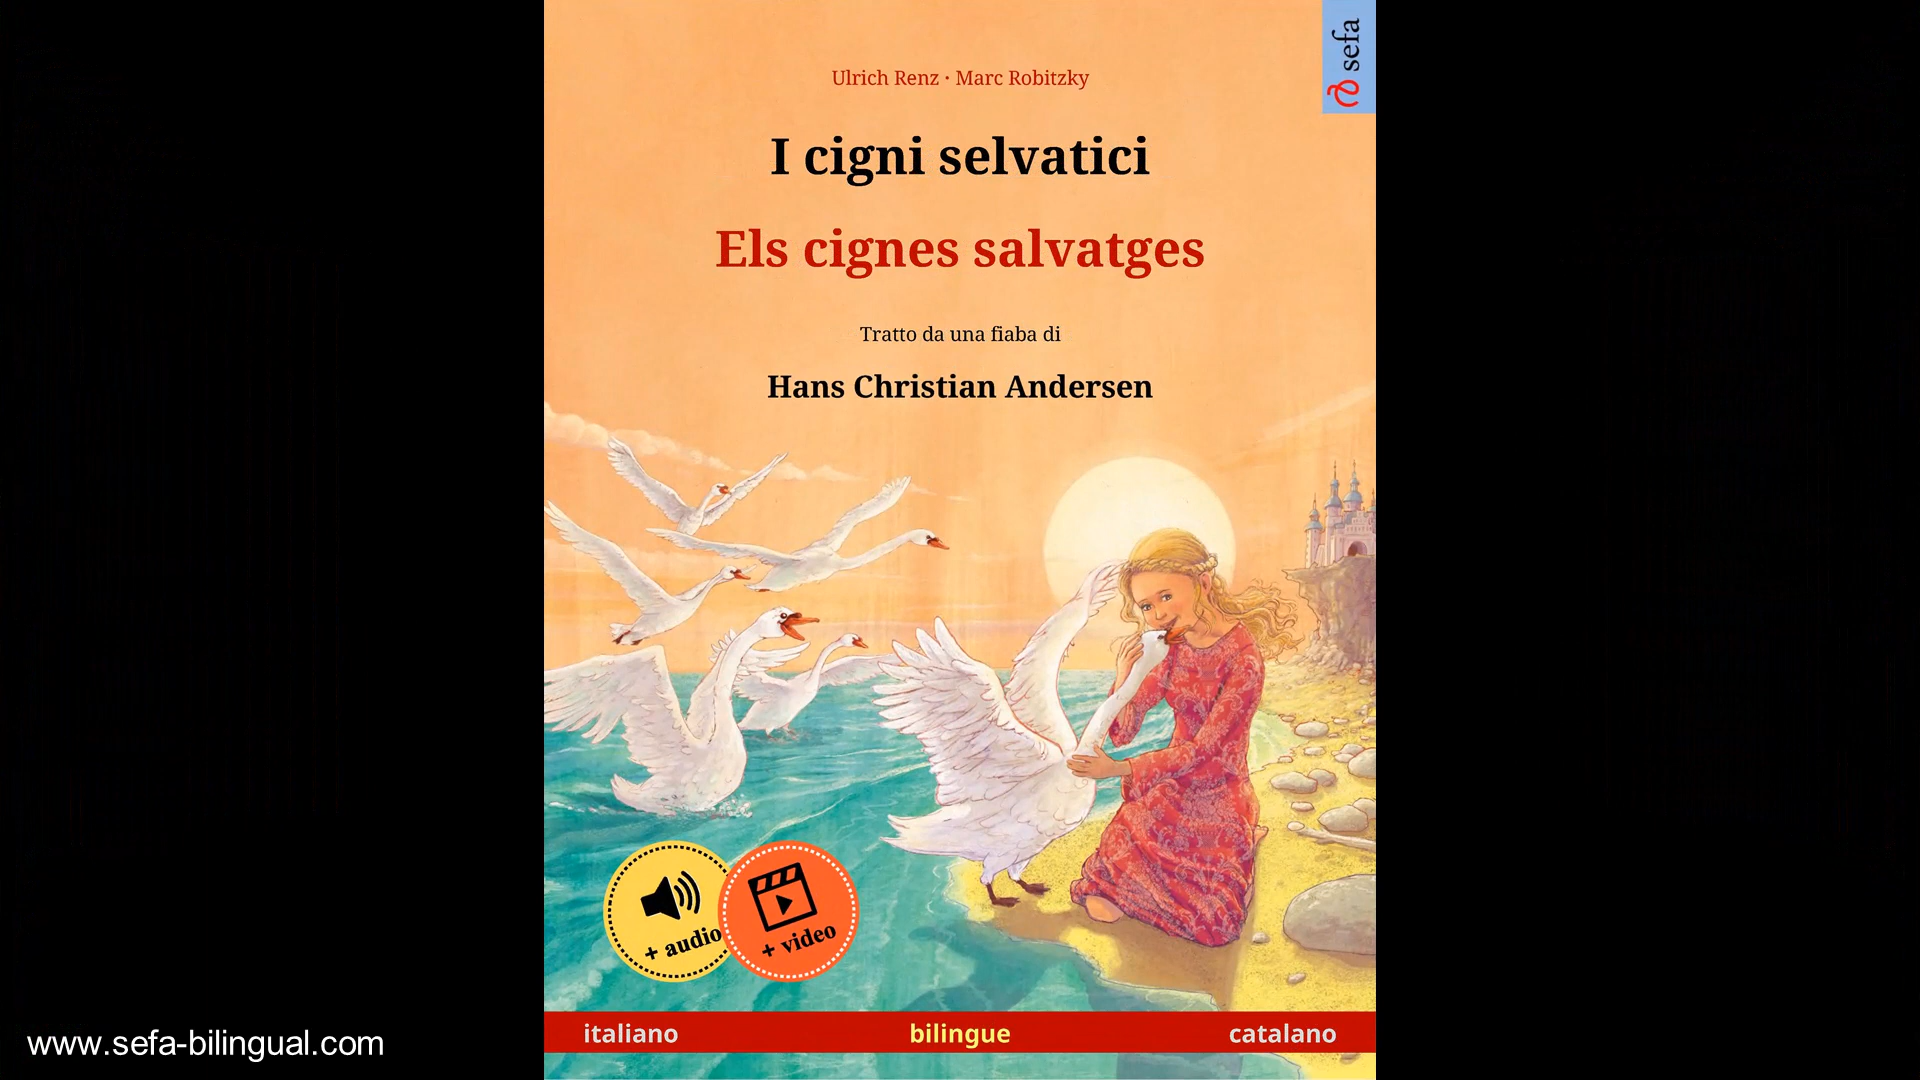 sefa
Ulrich Renz · Marc Robitzky
I cigni selvatici
Els cignes salvatges
Tratto da una fiaba di
Hans Christian Andersen
+ audio
+ video
italiano bilingue catalano
www.sefa-bilingual.com